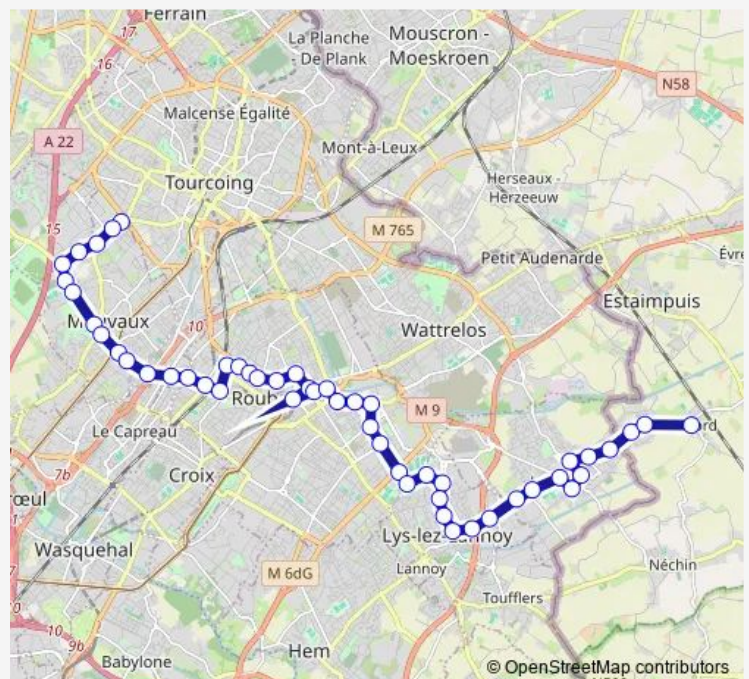 Ferrain
17
La Planche
- De Plank
Mouscron -
Moeskroen
16
N58
Malcense Égalité
A 22
Mont-à-Leux
Tourcoing
Herseaux -
Herzeeuw
15
M 765
Petit Audenarde
Évre
Estaimpuis
10
Wattrelos
M 9
Le Capreau
7b
Croix
Wasquehal
Lys-lez-Lannoy
M 6dG
Lannoy
Néchin
Toufflers
10
9b
Hem
Babylone
© OpenStreetMap contributors